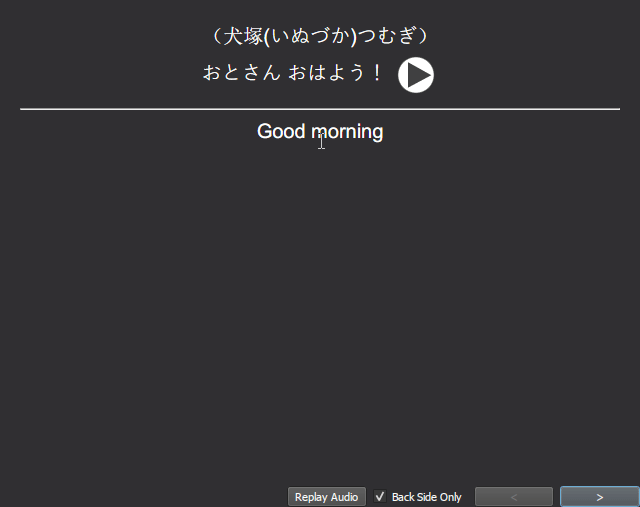 （犬塚(いぬづか)つむぎ）
おとさん おはよう！
Good morning
Replay Audio
Back Side Only
<
>